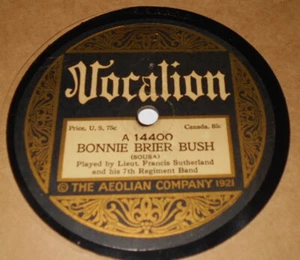 Vocalion
Price, U. S. 75c Canada, 85c
A 14400
BONNIE BRIER BUSH
(SOUSA)
Played by Lieut. Francis Sutherland
and his 7th Regiment Band
© THE AEOLIAN COMPANY 1921